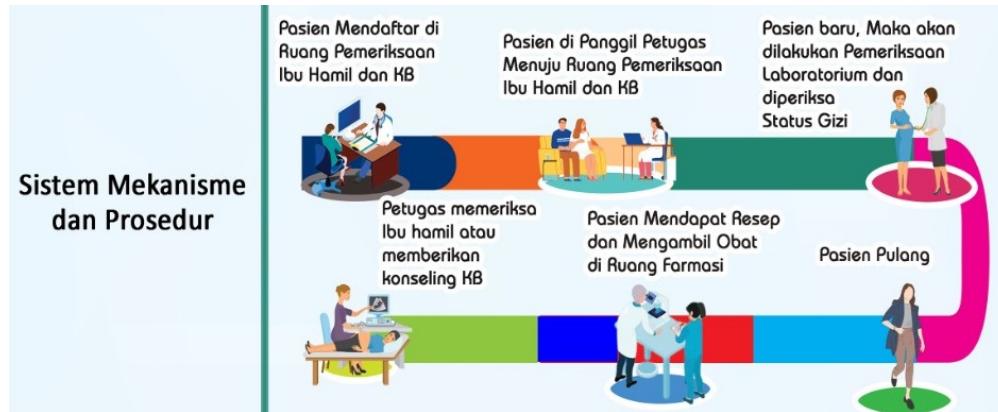 Sistem Mekanisme
dan Prosedur
Pasien Mendaftar di
Ruang Pemeriksaan
Ibu Hamil dan KB
Pasien di Panggil Petugas
Menuju Ruang Pemeriksaan
Ibu Hamil dan KB
Pasien baru, Maka akan
dilakukan Pemeriksaan
Laboratorium dan
diperiksa
Status Gizi
Petugas memeriksa
Ibu hamil atau
memberikan
konseling KB
Pasien Mendapat Resep
dan Mengambil Obat
di Ruang Farmasi
Pasien Pulang